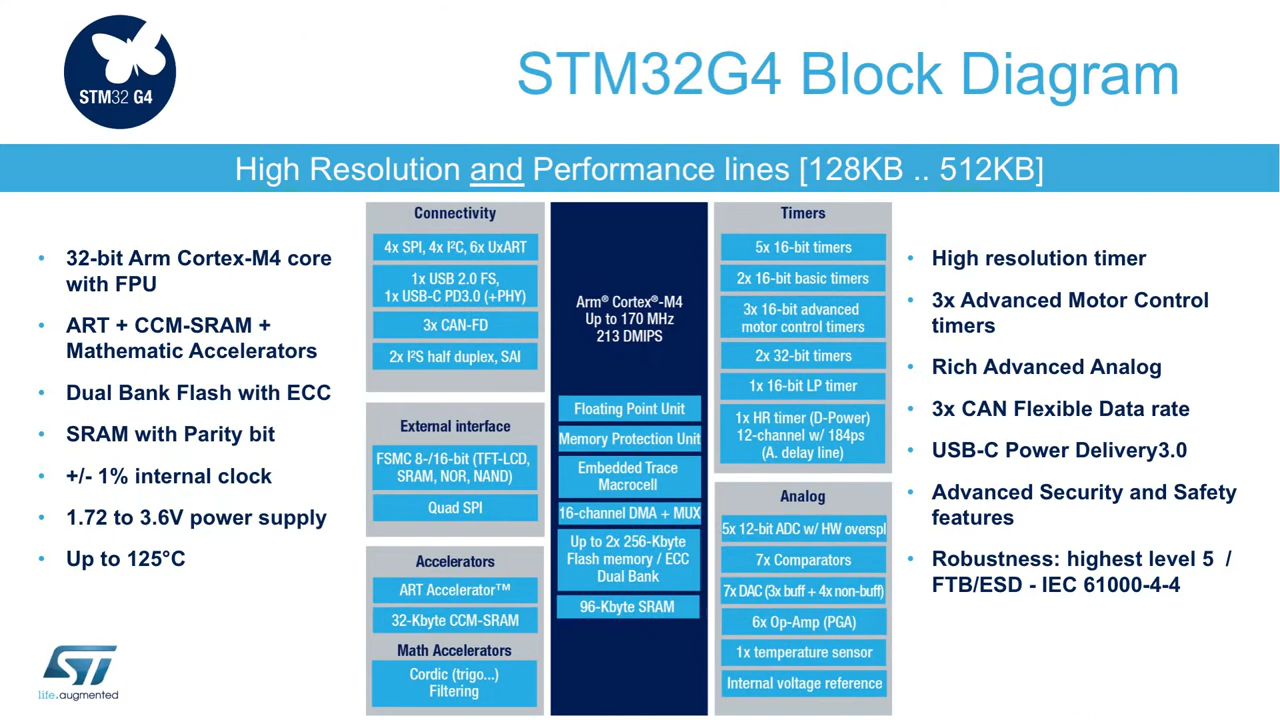 STM32 G4
STM32G4 Block Diagram
High Resolution and Performance lines [128KB .. 512KB]
• 32-bit Arm Cortex-M4 core
with FPU
• ART + CCM-SRAM +
Mathematic Accelerators
• Dual Bank Flash with ECC
• SRAM with Parity bit
• +/- 1% internal clock
• 1.72 to 3.6V power supply
• Up to 125°C
Connectivity
4x SPI, 4x I²C, 6x UxART
1x USB 2.0 FS,
1x USB-C PD3.0 (+PHY)
3x CAN-FD
2x I²S half duplex, SAI
External interface
FSMC 8-/16-bit (TFT-LCD,
SRAM, NOR, NAND)
Quad SPI
Accelerators
ART Accelerator™
32-Kbyte CCM-SRAM
Math Accelerators
Cordic (trigo...)
Filtering
Arm® Cortex®-M4
Up to 170 MHz
213 DMIPS
Floating Point Unit
Memory Protection Unit
Embedded Trace
Macrocell
16-channel DMA + MUX
Up to 2x 256-Kbyte
Flash memory / ECC
Dual Bank
96-Kbyte SRAM
Timers
5x 16-bit timers
2x 16-bit basic timers
3x 16-bit advanced
motor control timers
2x 32-bit timers
1x 16-bit LP timer
1x HR timer (D-Power)
12-channel w/ 184ps
(A. delay line)
Analog
5x 12-bit ADC w/ HW overspl
7x Comparators
7x DAC (3x buff + 4x non-buff)
6x Op-Amp (PGA)
1x temperature sensor
Internal voltage reference
• High resolution timer
• 3x Advanced Motor Control
timers
• Rich Advanced Analog
• 3x CAN Flexible Data rate
• USB-C Power Delivery3.0
• Advanced Security and Safety
features
• Robustness: highest level 5 /
FTB/ESD - IEC 61000-4-4
ST
life.augmented